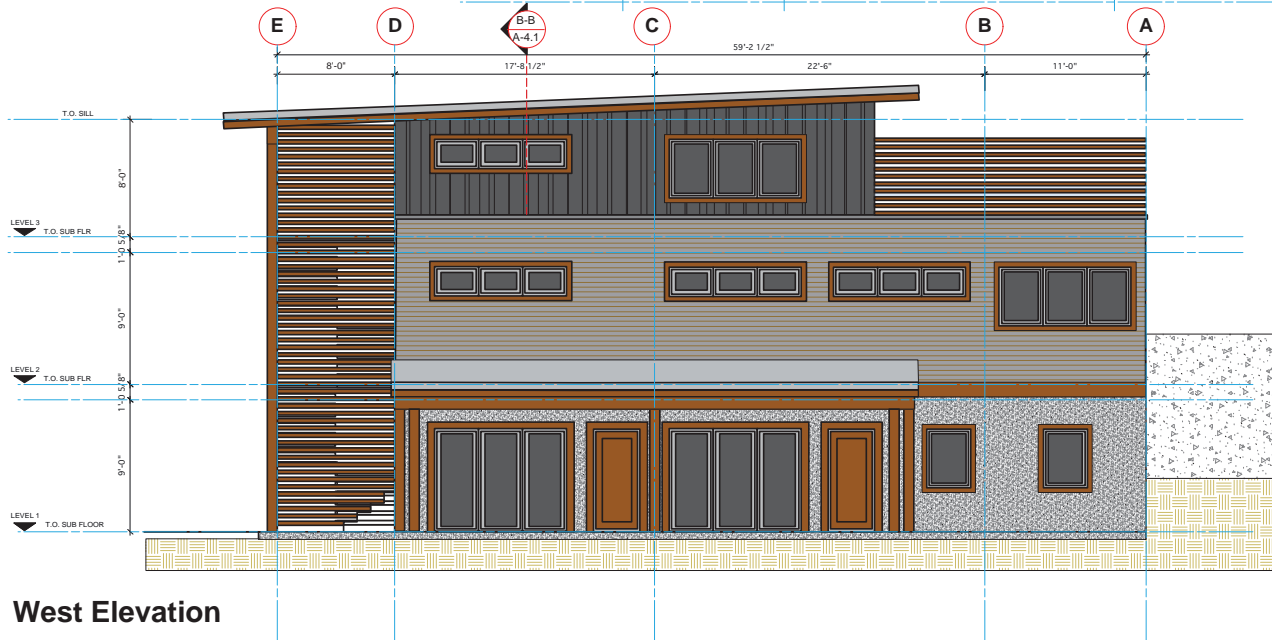 E
D
B-B
A-4.1
C
B
A
59'-2 1/2"
8'-0"
17'-8 1/2"
22'-6"
11'-0"
T.O. SILL
8'-0"
LEVEL 3
T.O. SUB FLR
1'-0 5/8"
9'-0"
LEVEL 2
T.O. SUB FLR
1'-0 5/8"
9'-0"
LEVEL 1
T.O. SUB FLOOR
West Elevation